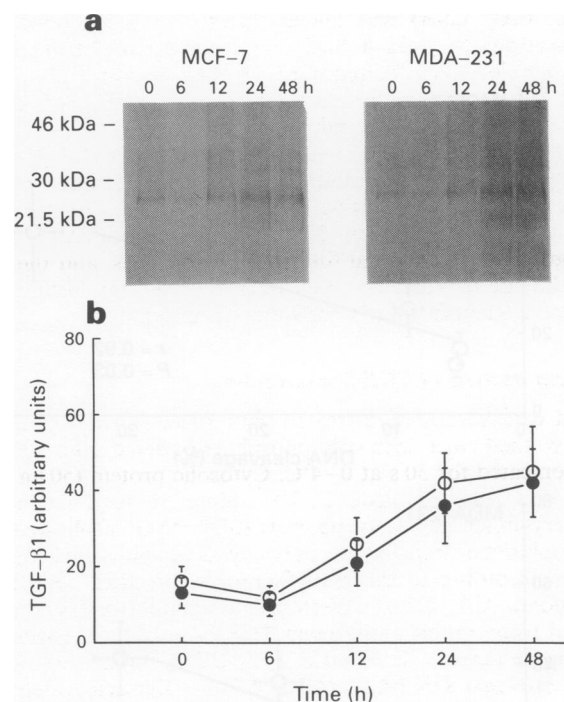 a
MCF–7 MDA–231
0 6 12 24 48 h 0 6 12 24 48 h
46 kDa –
30 kDa –
21.5 kDa –
b
80
60
40
20
0
TGF–β1 (arbitrary units)
0 6 12 24 48
Time (h)